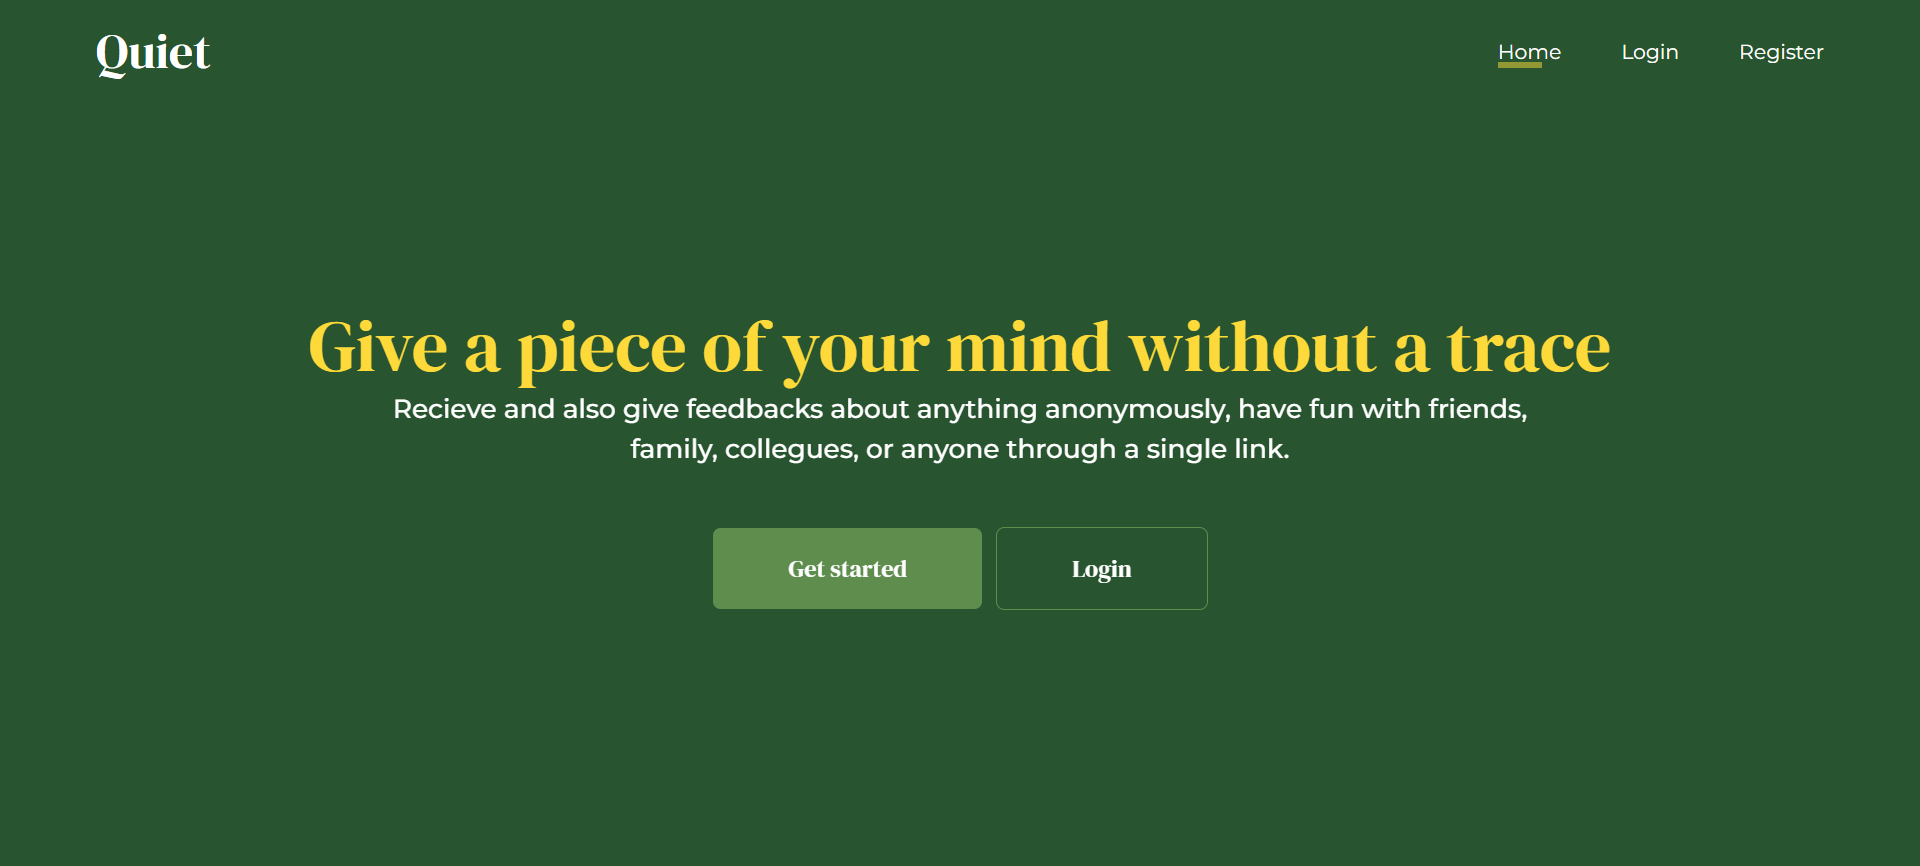 Quiet
Home
Login
Register
Give a piece of your mind without a trace
Recieve and also give feedbacks about anything anonymously, have fun with friends,
family, collegues, or anyone through a single link.
Get started
Login